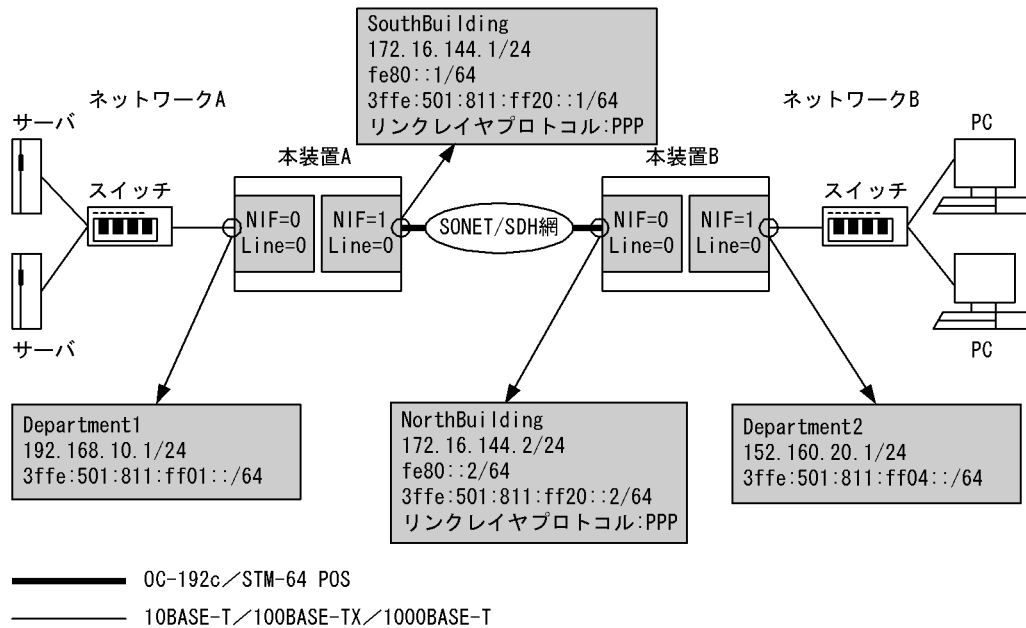 SouthBuilding
172.16.144.1/24
fe80::1/64
3ffe:501:811:ff20::1/64
リンクレイヤプロトコル:PPP
ネットワークA
ネットワークB
サーバ
PC
本装置A
本装置B
スイッチ
スイッチ
NIF=0
Line=0
NIF=1
Line=0
SONET/SDH網
NIF=0
Line=0
NIF=1
Line=0
サーバ
PC
Department1
192.168.10.1/24
3ffe:501:811:ff01::/64
NorthBuilding
172.16.144.2/24
fe80::2/64
3ffe:501:811:ff20::2/64
リンクレイヤプロトコル:PPP
Department2
152.160.20.1/24
3ffe:501:811:ff04::/64
OC-192c/STM-64 POS
10BASE-T/100BASE-TX/1000BASE-T